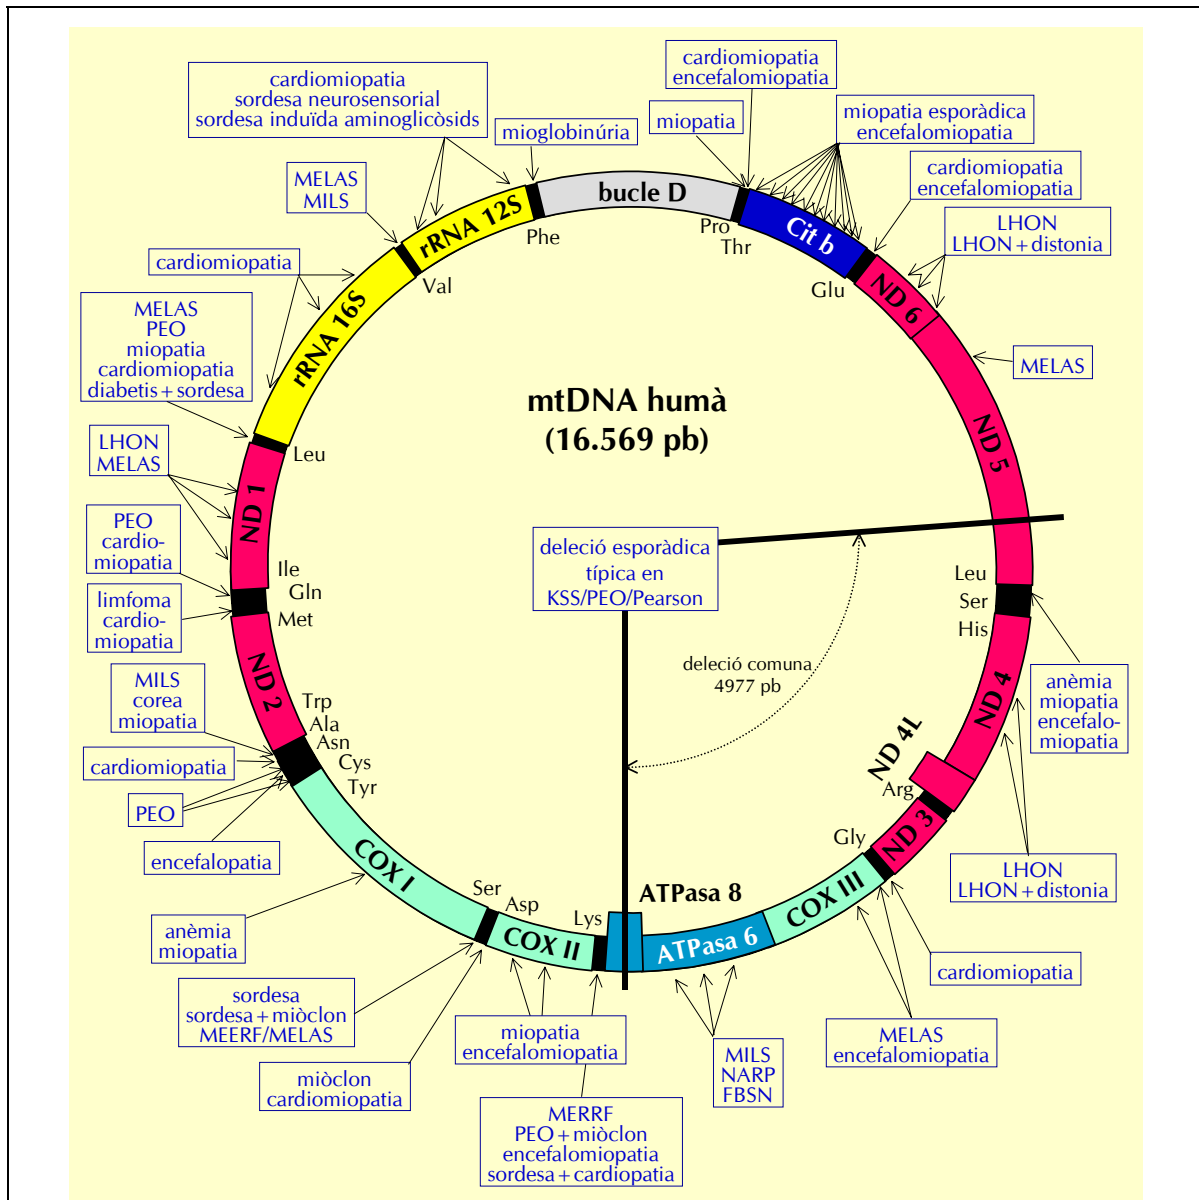 cardiomiopatia
encefalomiopatia
cardiomiopatia
sordesa neurosensorial
sordesa induïda aminoglicòsids
mioglobinúria
miopatia
miopatia esporàdica
encefalomiopatia
MELAS
MILS
cardiomiopatia
encefalomiopatia
bucle D
rRNA 12S
Phe
Pro
Thr
Cit b
LHON
LHON + distonia
cardiomiopatia
Val
Glu
ND 6
rRNA 16S
MELAS
PEO
miopatia
cardiomiopatia
diabetis + sordesa
MELAS
mtDNA humà
(16.569 pb)
LHON
MELAS
Leu
ND 5
ND 1
PEO
cardio-
miopatia
deleció esporàdica
típica en
KSS/PEO/Pearson
Ile
Gln
Met
Leu
Ser
His
limfoma
cardio-
miopatia
deleció comuna
4977 pb
MILS
corea
miopatia
ND 2
Trp
Ala
Asn
Cys
Tyr
ND 4
anèmia
miopatia
encefalo-
miopatia
cardiomiopatia
ND 4L
Arg
PEO
ND 3
Gly
encefalopatia
COX I
LHON
LHON + distonia
Ser
Asp
Lys
ATPasa 8
COX III
anèmia
miopatia
COX II
ATPasa 6
cardiomiopatia
sordesa
sordesa + miòclon
MEERF/MELAS
miopatia
encefalomiopatia
MELAS
encefalomiopatia
MILS
NARP
FBSN
miòclon
cardiomiopatia
MERRF
PEO + miòclon
encefalomiopatia
sordesa + cardiopatia